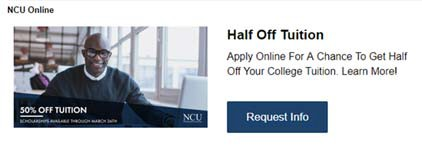 NCU Online
Half Off Tuition
Apply Online For A Chance To Get Half
Off Your College Tuition. Learn More!
50% OFF TUITION
SCHOLARSHIPS AVAILABLE THROUGH MARCH 26TH
NCU
Request Info